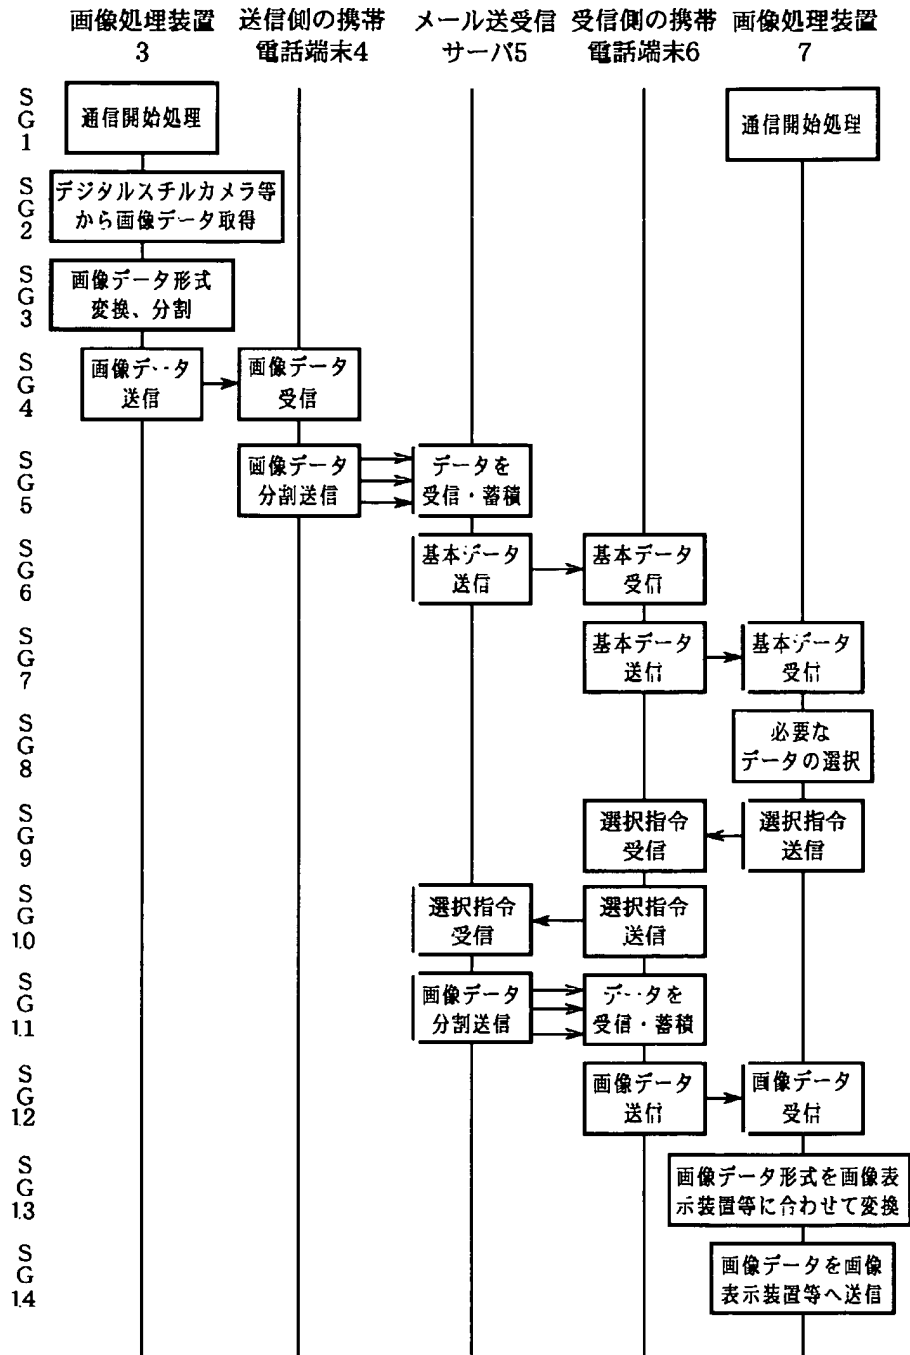 画像処理装置
3
送信側の携帯
電話端末4
メール送受信
サーバ5
受信側の携帯
電話端末6
画像処理装置
7
SG1
通信開始処理
通信開始処理
SG2
デジタルスチルカメラ等
から画像データ取得
SG3
画像データ形式
変換、分割
SG4
画像データ
送信
画像データ
受信
SG5
画像データ
分割送信
データを
受信・蓄積
SG6
基本データ
送信
基本データ
受信
SG7
基本データ
送信
基本データ
受信
SG8
必要な
データの選択
SG9
選択指令
受信
選択指令
送信
SG10
選択指令
受信
選択指令
送信
SG11
画像データ
分割送信
データを
受信・蓄積
SG12
画像データ
送信
画像データ
受信
SG13
画像データ形式を画像表
示装置等に合わせて変換
SG14
画像データを画像
表示装置等へ送信